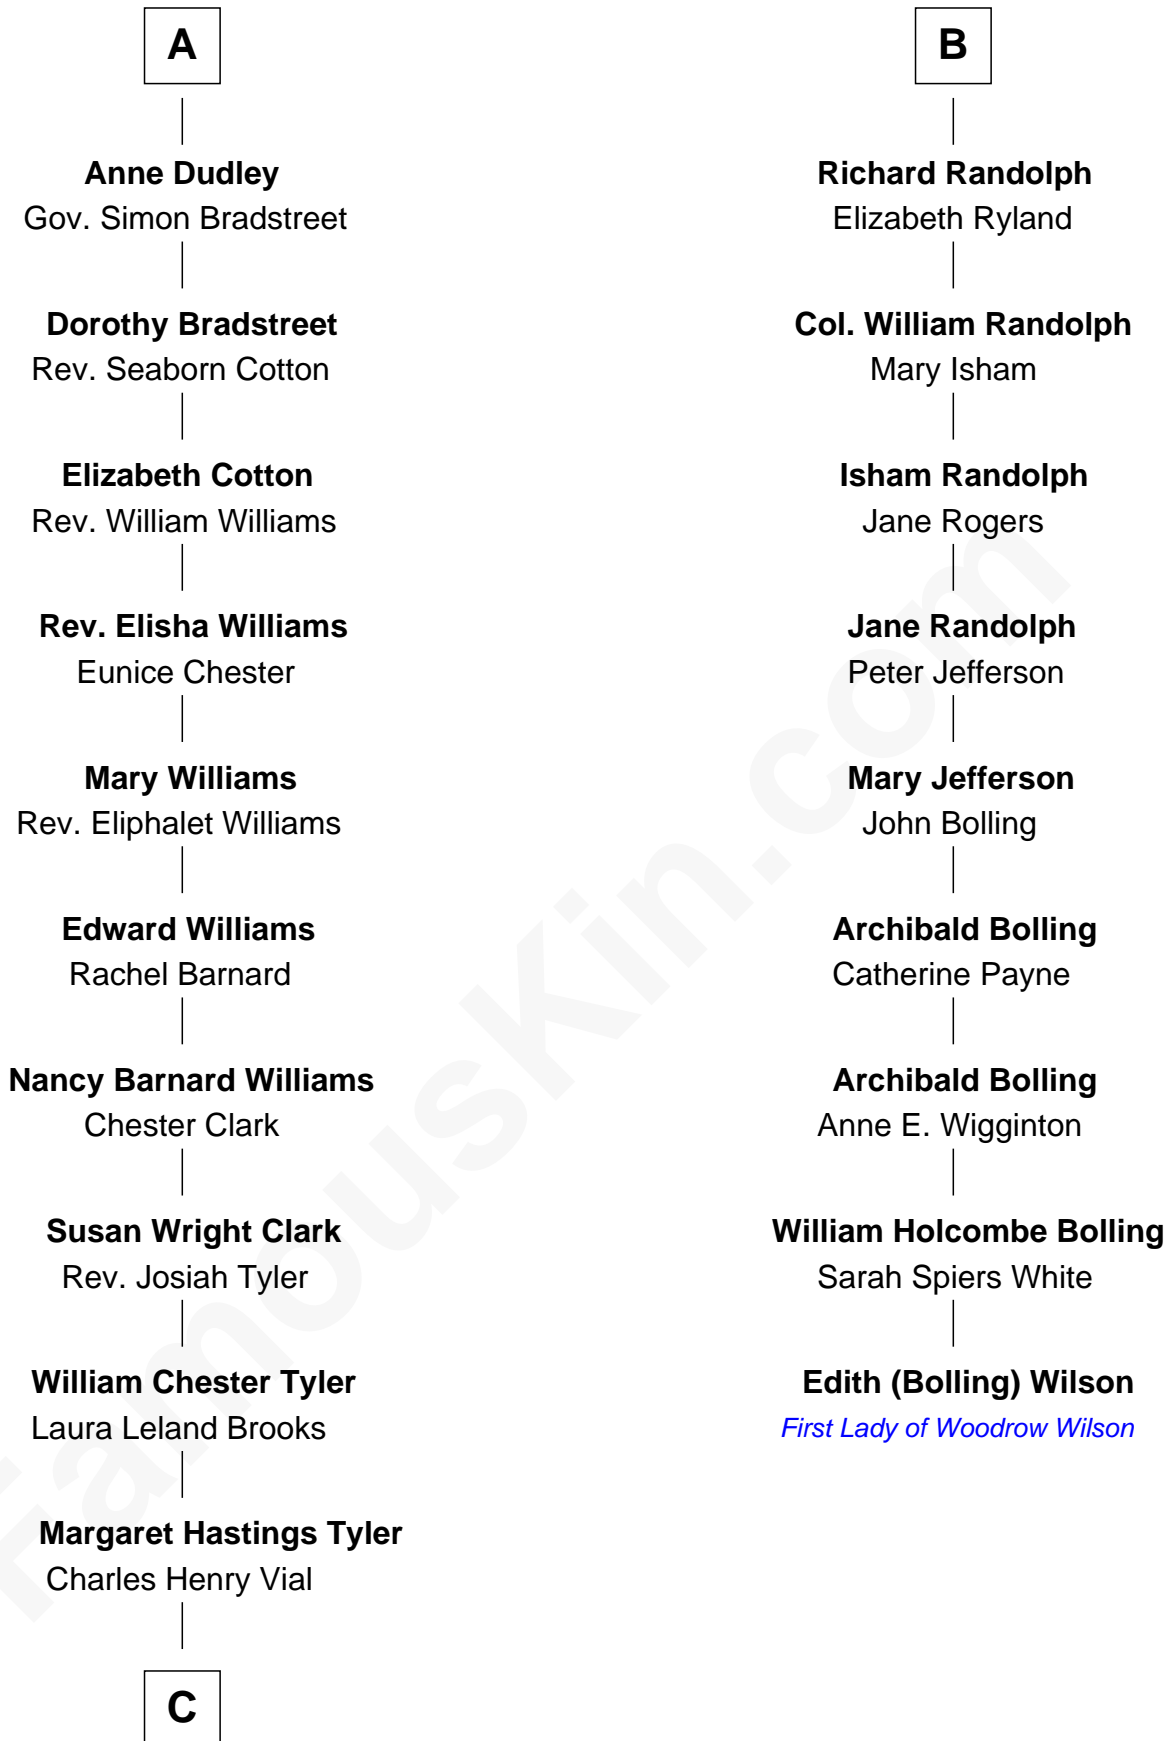 A
Anne Dudley
Gov. Simon Bradstreet
Dorothy Bradstreet
Rev. Seaborn Cotton
Elizabeth Cotton
Rev. William Williams
Rev. Elisha Williams
Eunice Chester
Mary Williams
Rev. Eliphalet Williams
Edward Williams
Rachel Barnard
Nancy Barnard Williams
Chester Clark
Susan Wright Clark
Rev. Josiah Tyler
William Chester Tyler
Laura Leland Brooks
Margaret Hastings Tyler
Charles Henry Vial
C
B
Richard Randolph
Elizabeth Ryland
Col. William Randolph
Mary Isham
Isham Randolph
Jane Rogers
Jane Randolph
Peter Jefferson
Mary Jefferson
John Bolling
Archibald Bolling
Catherine Payne
Archibald Bolling
Anne E. Wigginton
William Holcombe Bolling
Sarah Spiers White
Edith (Bolling) Wilson
First Lady of Woodrow Wilson
FamousKin.com